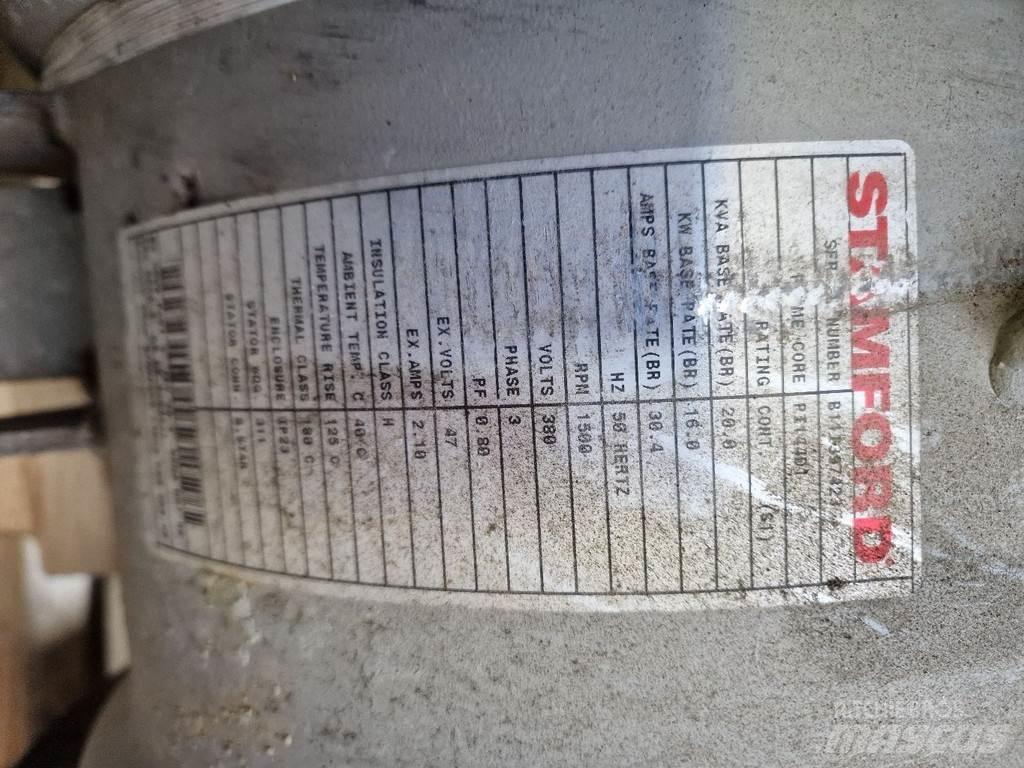 STAMFORD
NUMBER
RATING CONT. (S1)
KVA BASE RATE(BR) 20.0
KW BASE RATE(BR) 16.0
AMPS BASE RATE(BR) 30.4
HZ 50 HERTZ
RPM 1500
VOLTS 380
PHASE 3
PF 0.80
EX.VOLTS 47
EX.AMPS 2.10
INSULATION CLASS H
AMBIENT TEMP. C 40 C
TEMPERATURE RISE 125 C
THERMAL CLASS 180 C
ENCLOSURE IP23
STATOR WDG. 311
STATOR CONN.
mascus